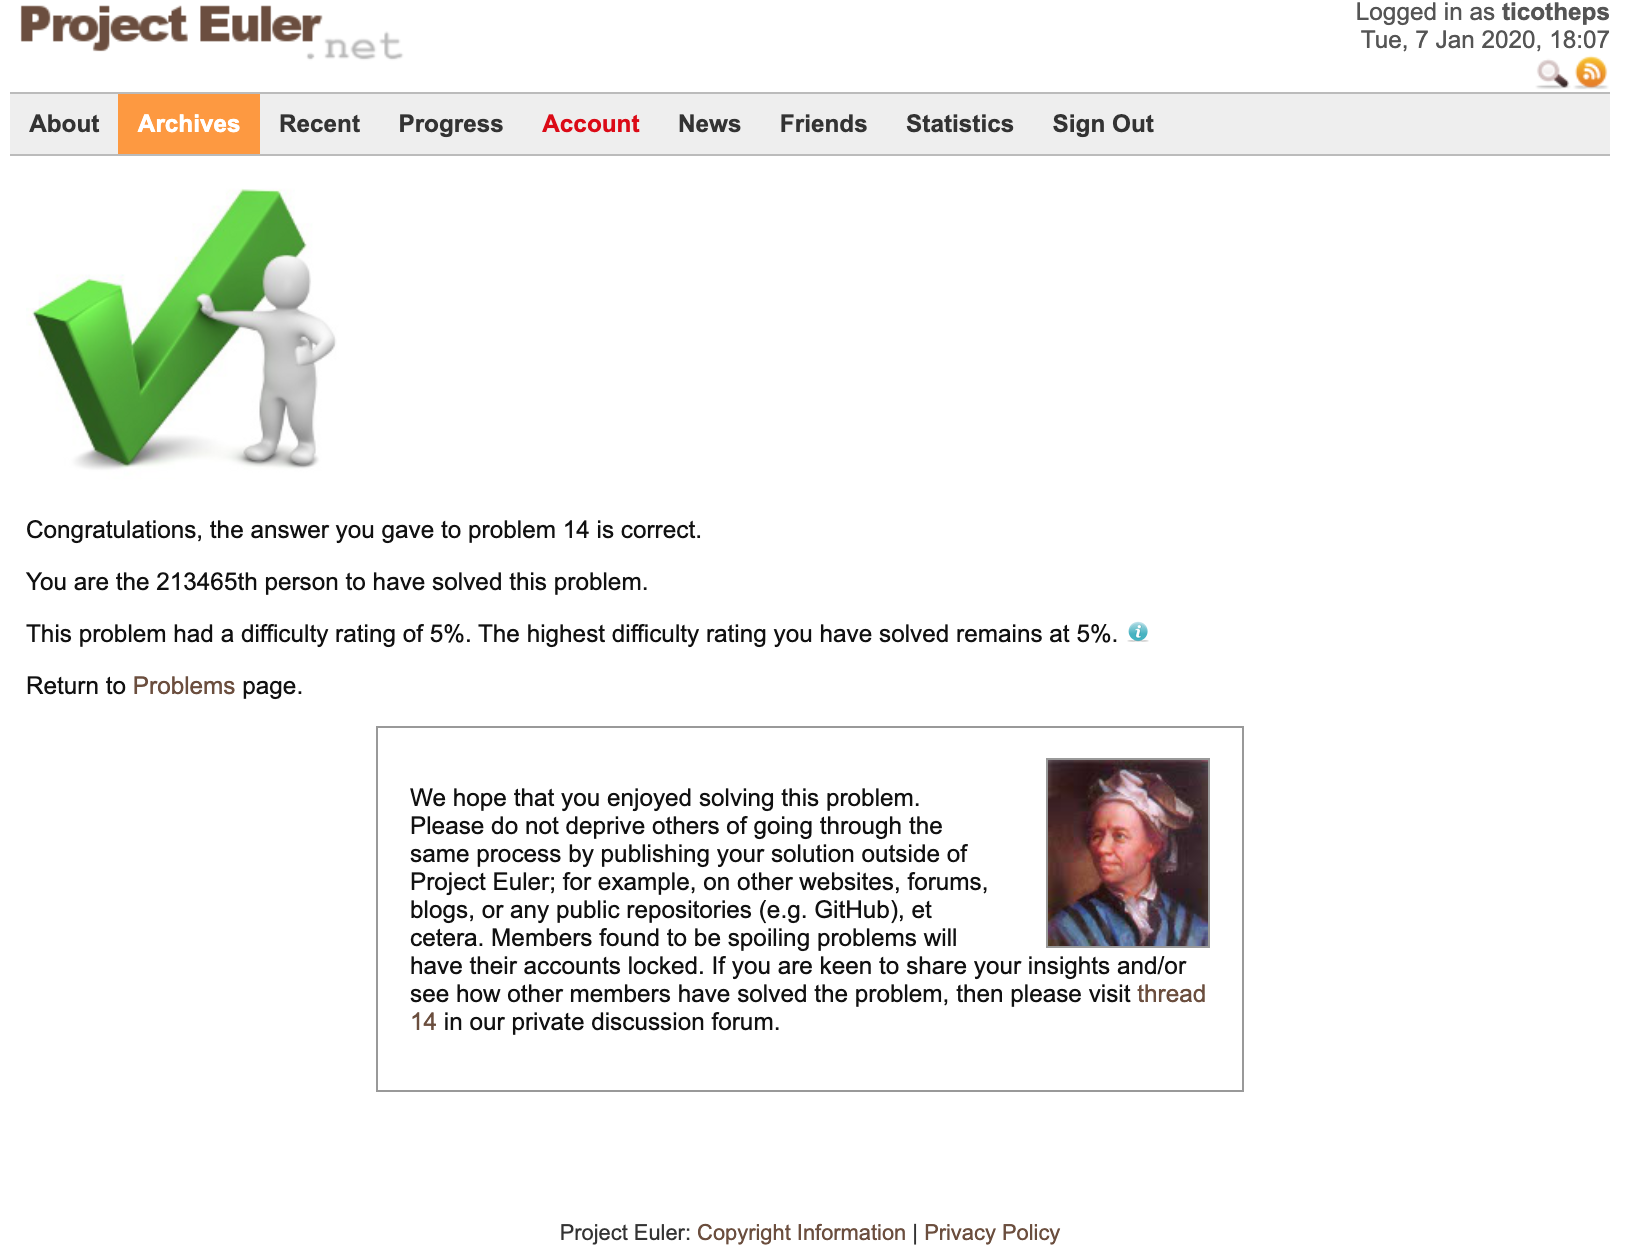 Project Euler
.net
Logged in as ticotheps
Tue, 7 Jan 2020, 18:07
About Archives Recent Progress Account News Friends Statistics Sign Out
Congratulations, the answer you gave to problem 14 is correct.
You are the 213465th person to have solved this problem.
This problem had a difficulty rating of 5%. The highest difficulty rating you have solved remains at 5%. i
Return to Problems page.
We hope that you enjoyed solving this problem.
Please do not deprive others of going through the
same process by publishing your solution outside of
Project Euler; for example, on other websites, forums,
blogs, or any public repositories (e.g. GitHub), et
cetera. Members found to be spoiling problems will
have their accounts locked. If you are keen to share your insights and/or
see how other members have solved the problem, then please visit thread
14 in our private discussion forum.
Project Euler: Copyright Information | Privacy Policy